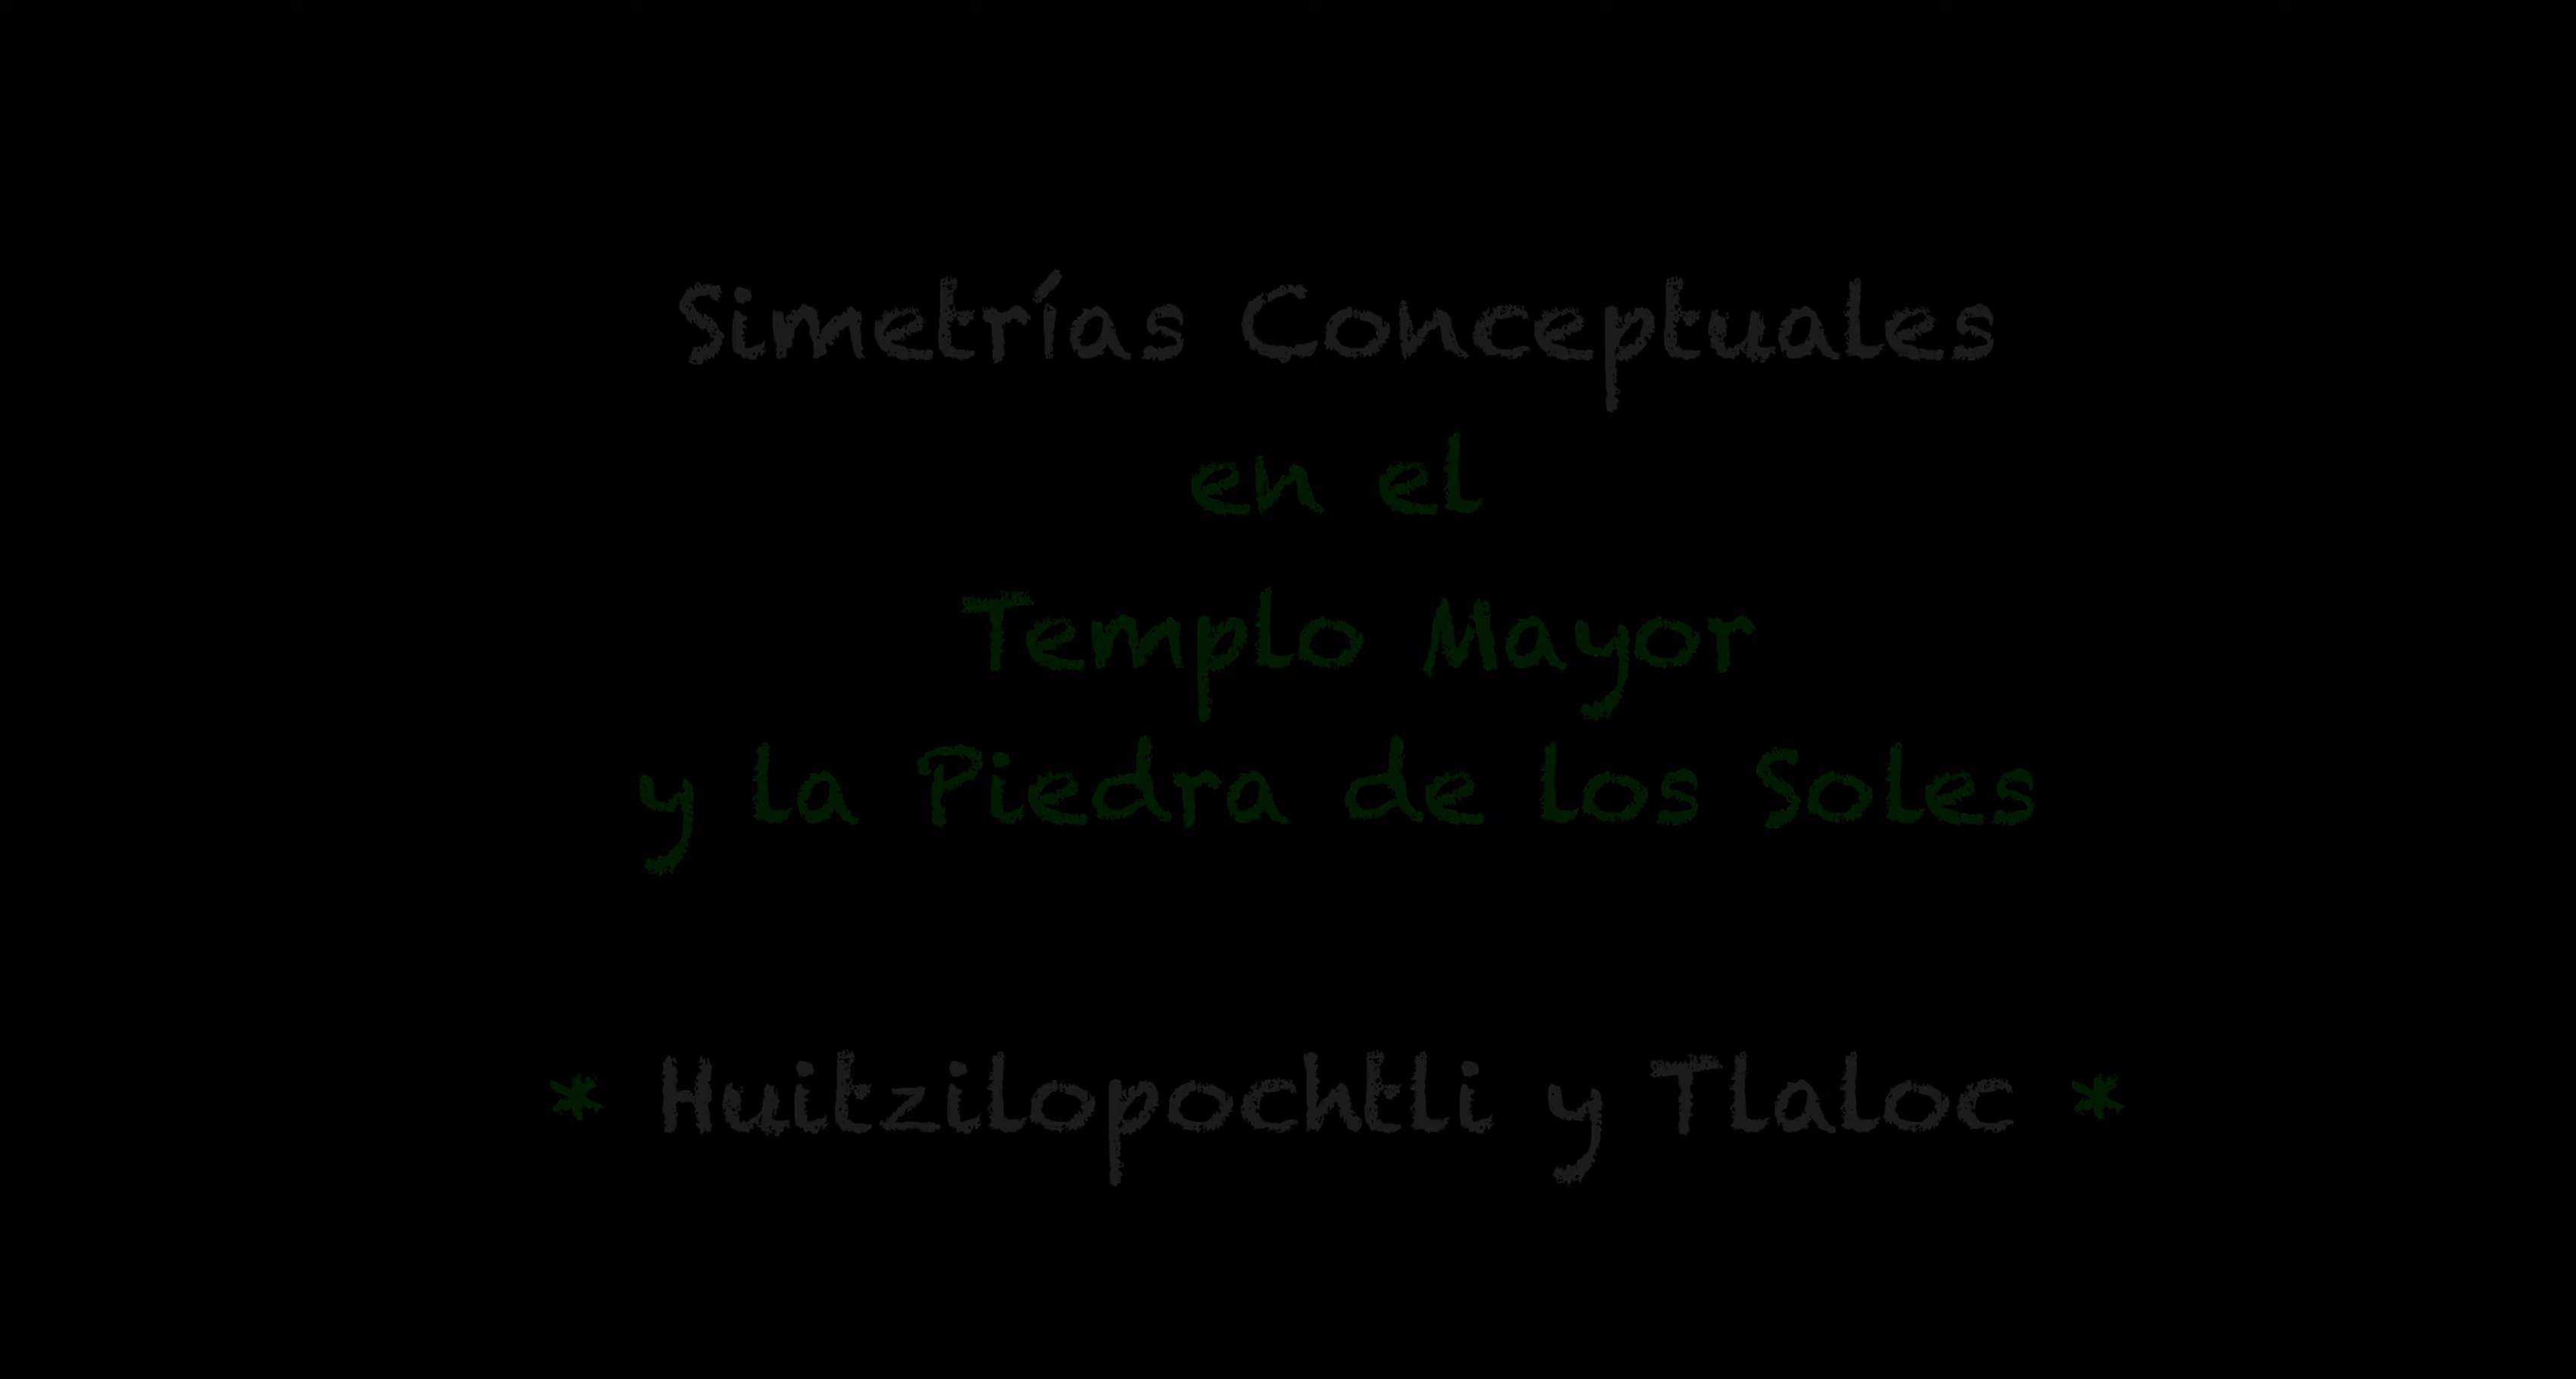 Simetrías Conceptuales
en el
Templo Mayor
y la Piedra de los Soles
* Huitzilopochtli y Tlaloc *